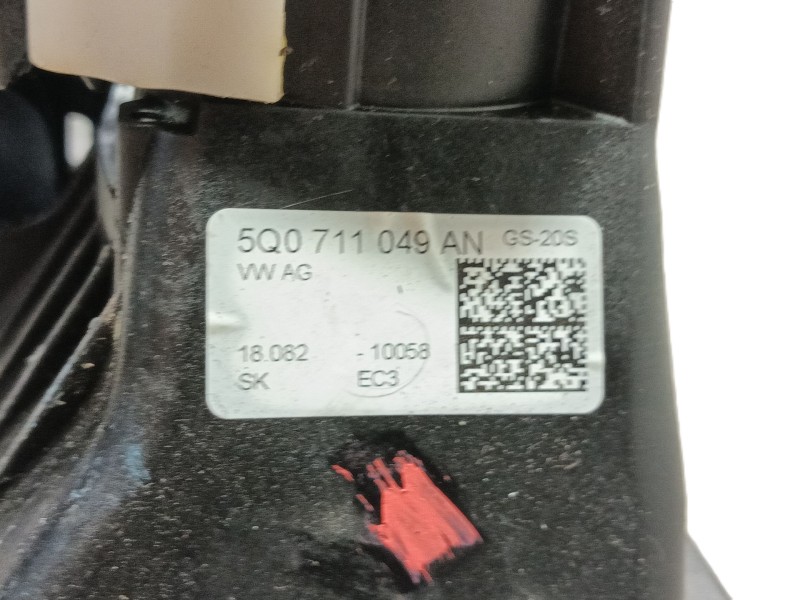 5Q0 711 049 AN GS-20S
VW AG
18.082 - 10058
SK EC3